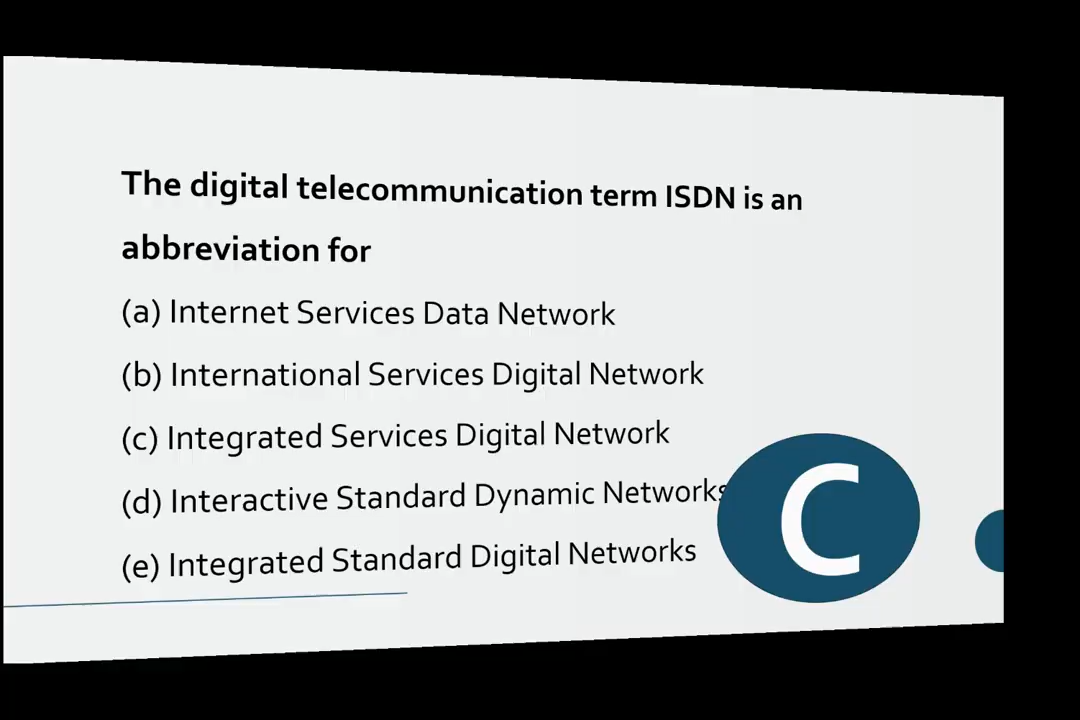 The digital telecommunication term ISDN is an
abbreviation for
(a) Internet Services Data Network
(b) International Services Digital Network
(c) Integrated Services Digital Network
(d) Interactive Standard Dynamic Networks
(e) Integrated Standard Digital Networks
C